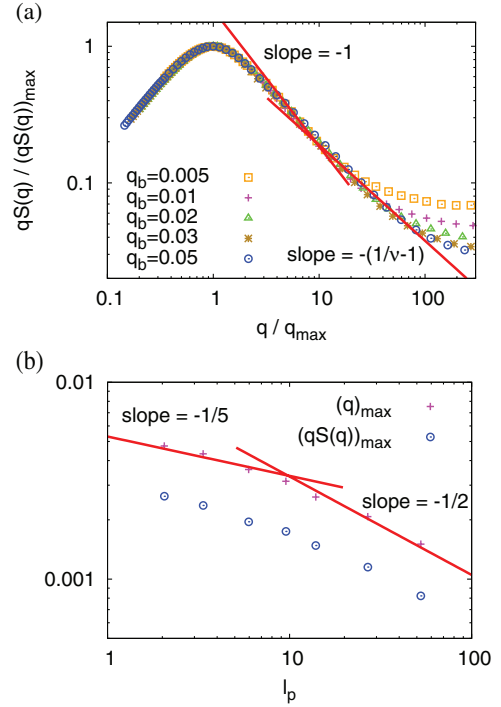 (a)
qS(q) / (qS(q))max
1
0.1
slope = -1
qb=0.005
qb=0.01
qb=0.02
qb=0.03
qb=0.05
slope = -(1/ν-1)
0.1 1 10 100
q / qmax
(b)
0.01
0.001
slope = -1/5
(q)max
(qS(q))max
slope = -1/2
1 10 100
lp